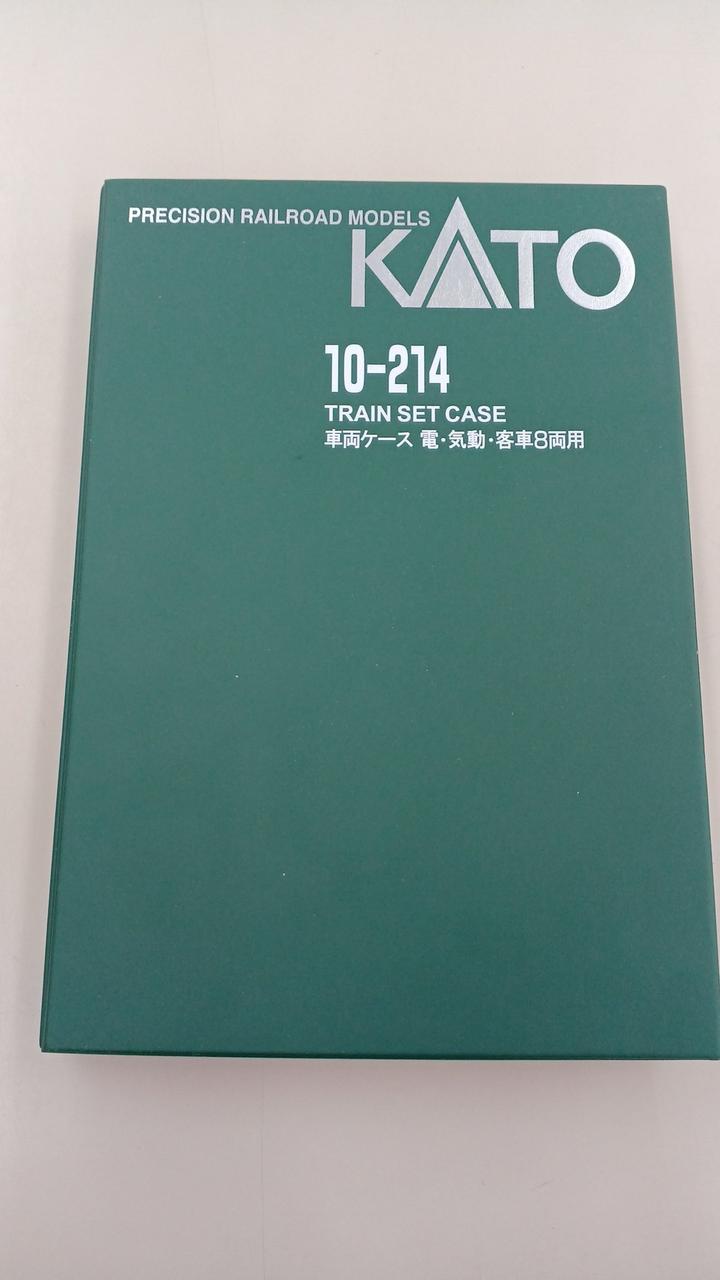 PRECISION RAILROAD MODELS
KATO
10-214
TRAIN SET CASE
車両ケース 電・気動・客車8両用